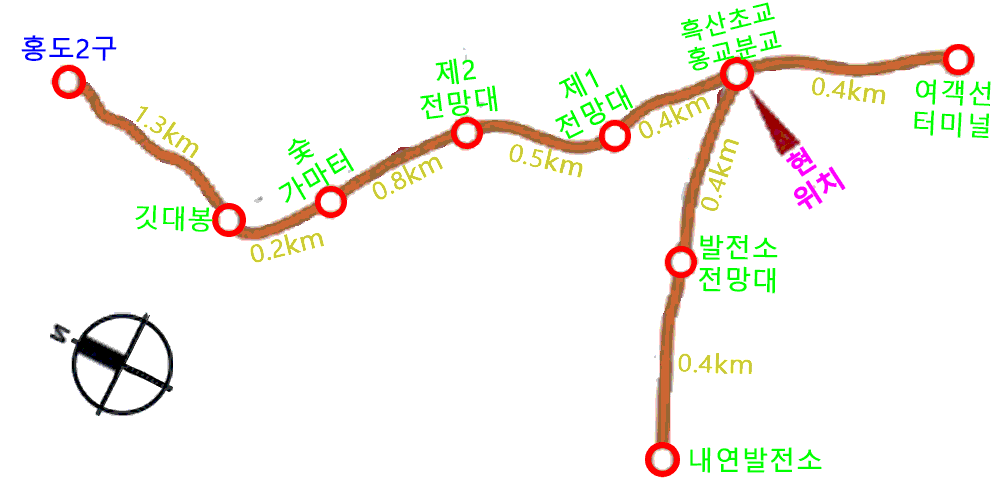 홍도2구
1.3km
깃대봉
0.2km
숯
가마터
0.8km
제2
전망대
0.5km
제1
전망대
0.4km
흑산초교
홍교분교
0.4km
여객선
터미널
현
위치
0.4km
발전소
전망대
0.4km
내연발전소
N